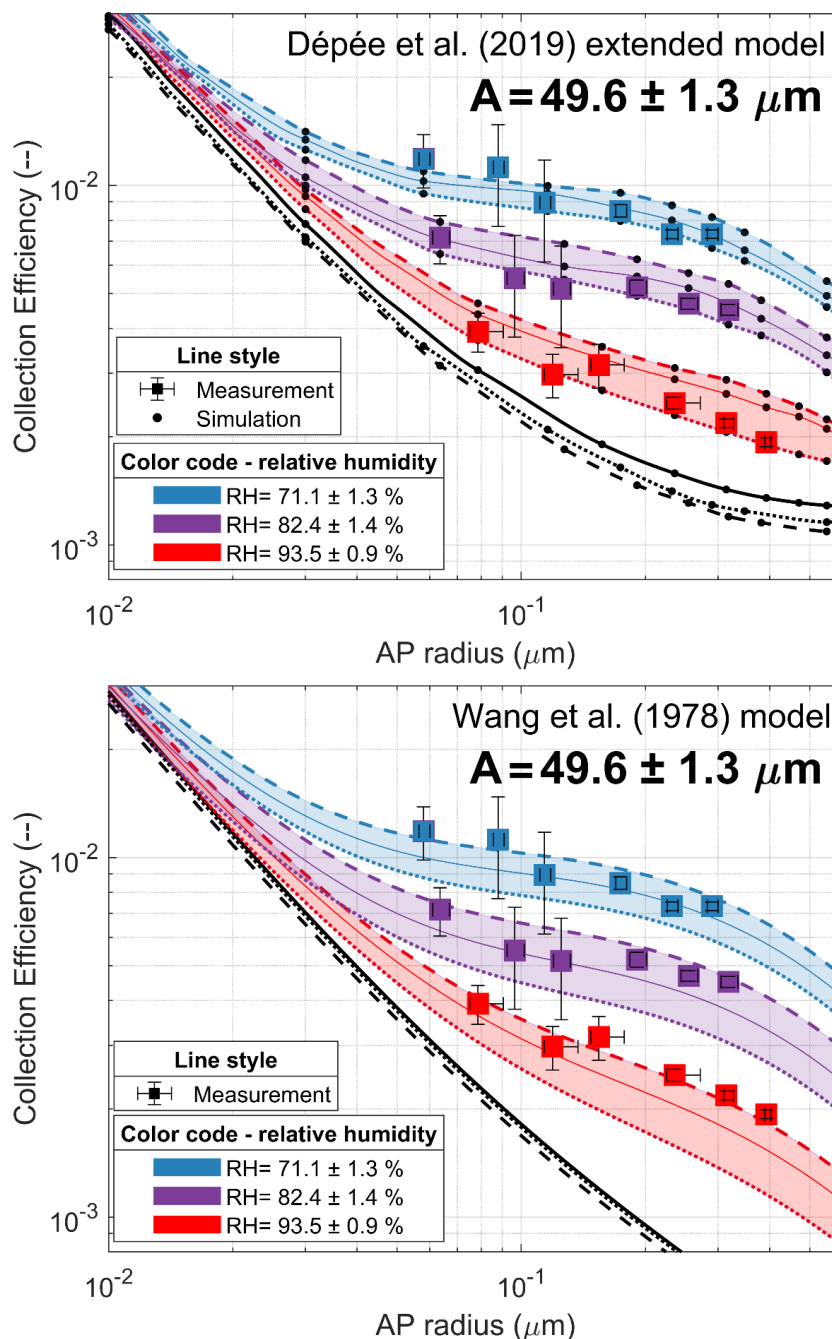 Dépée et al. (2019) extended model
A = 49.6 ± 1.3 μm
Collection Efficiency (--)
10⁻²
10⁻³
Line style
Measurement
Simulation
Color code - relative humidity
RH= 71.1 ± 1.3 %
RH= 82.4 ± 1.4 %
RH= 93.5 ± 0.9 %
10⁻²
10⁻¹
AP radius (μm)
Wang et al. (1978) model
A = 49.6 ± 1.3 μm
Collection Efficiency (--)
10⁻²
10⁻³
Line style
Measurement
Color code - relative humidity
RH= 71.1 ± 1.3 %
RH= 82.4 ± 1.4 %
RH= 93.5 ± 0.9 %
10⁻²
10⁻¹
AP radius (μm)